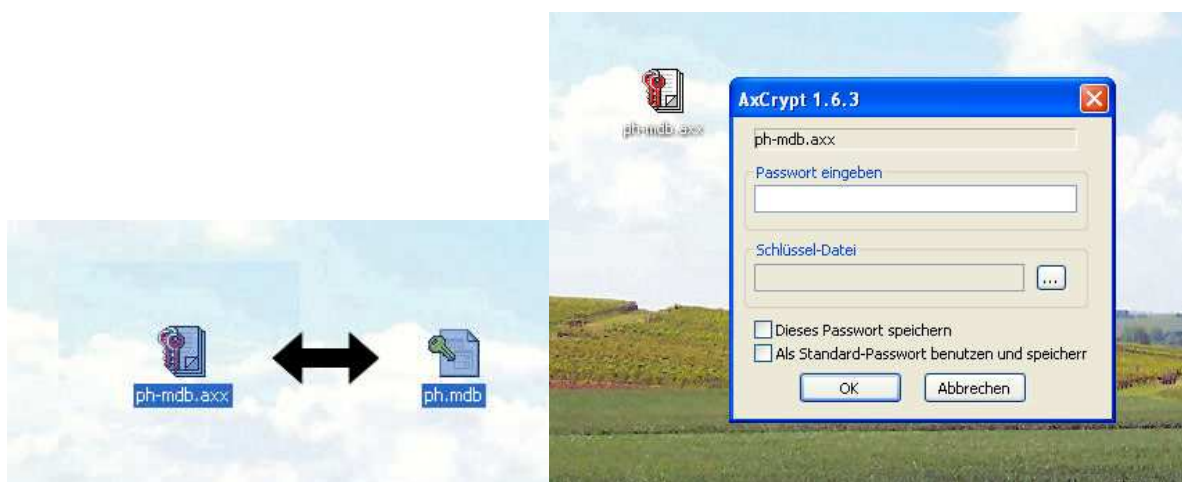 ph-mdb.axx
ph.mdb
ph-mdb.axx
AxCrypt 1.6.3
ph-mdb.axx
Passwort eingeben
Schlüssel-Datei
...
Dieses Passwort speichern
Als Standard-Passwort benutzen und speicherr
OK
Abbrechen